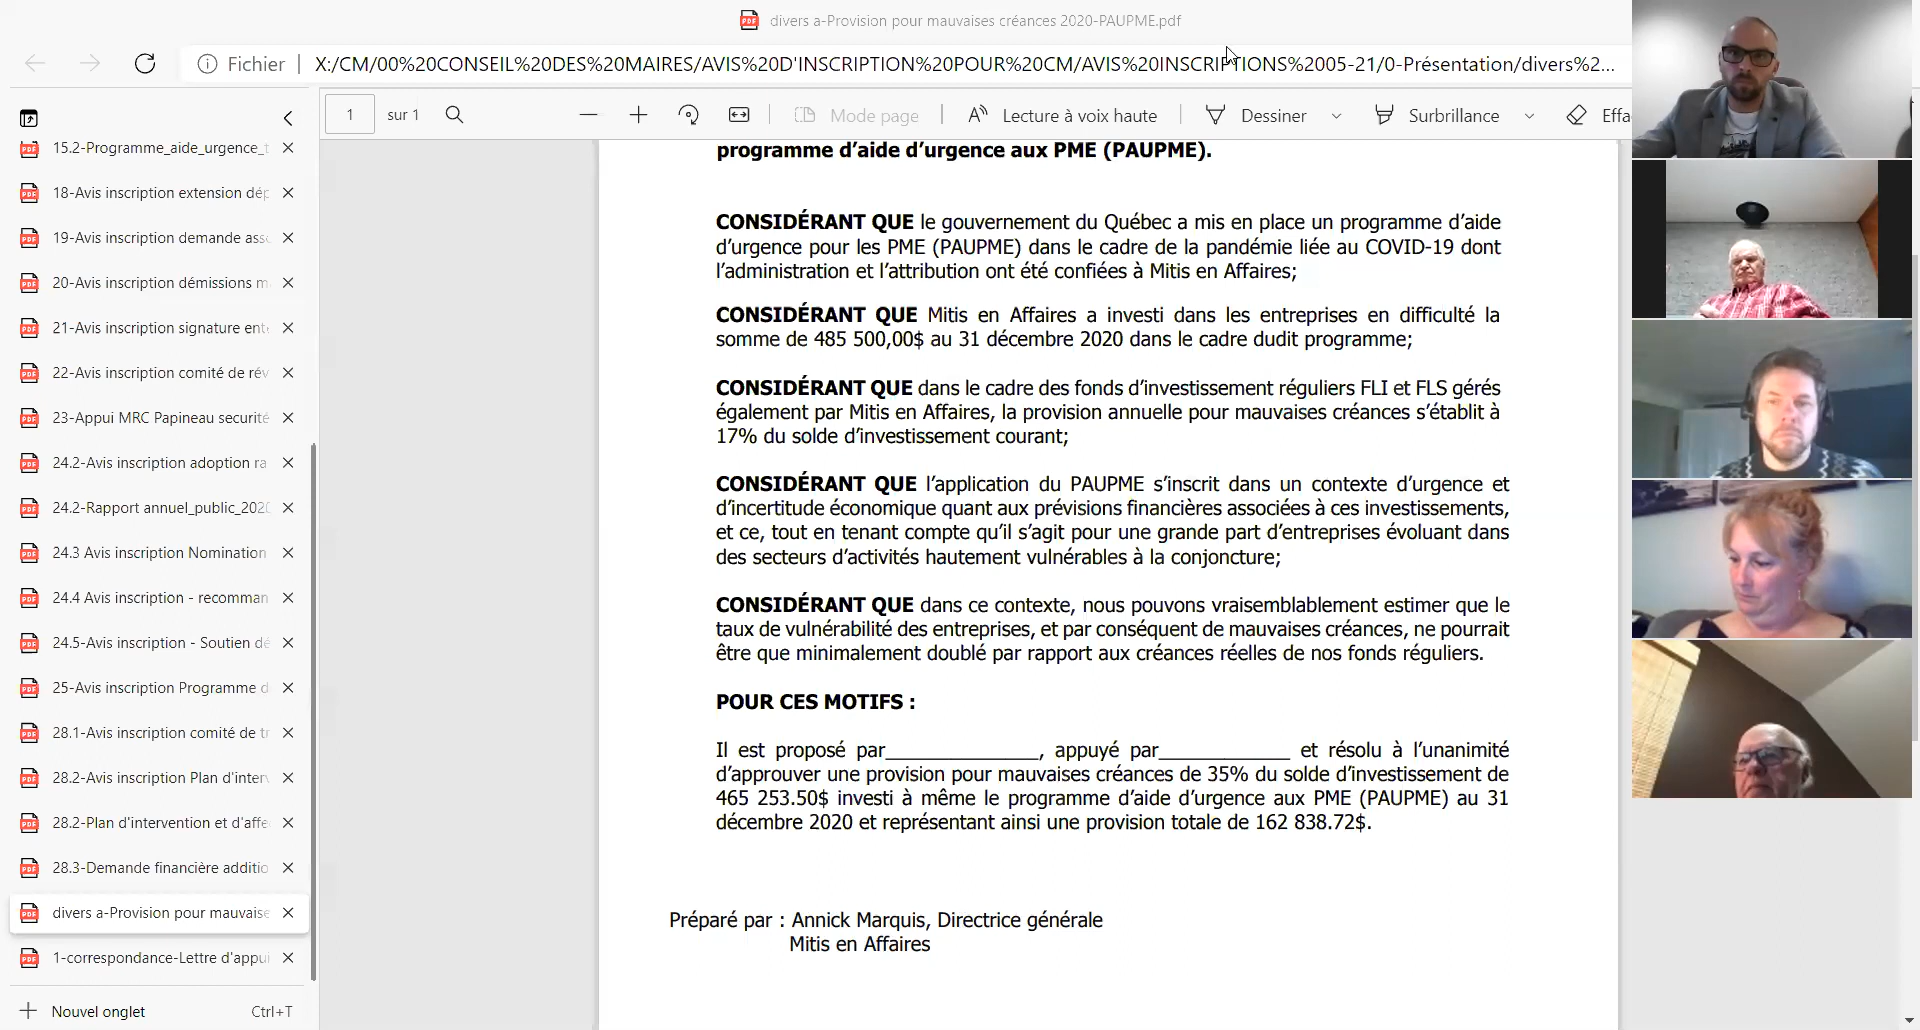 divers a-Provision pour mauvaises créances 2020-PAUPME.pdf
Fichier
X:/CM/00%20CONSEIL%20DES%20MAIRES/AVIS%20D'INSCRIPTION%20POUR%20CM/AVIS%20INSCRIPTIONS%2005-21/0-Présentation/divers%2...
1 sur 1
Mode page
Lecture à voix haute
Dessiner
Surbrillance
Effa
15.2-Programme_aide_urgence_t
18-Avis inscription extension dép
19-Avis inscription demande asso
20-Avis inscription démissions m
21-Avis inscription signature ente
22-Avis inscription comité de rév
23-Appui MRC Papineau securité
24.2-Avis inscription adoption ra
24.2-Rapport annuel_public_2020
24.3 Avis inscription Nomination
24.4 Avis inscription - recomman
24.5-Avis inscription - Soutien dé
25-Avis inscription Programme d
28.1-Avis inscription comité de tr
28.2-Avis inscription Plan d'interv
28.2-Plan d'intervention et d'affe
28.3-Demande financière additio
divers a-Provision pour mauvaise
1-correspondance-Lettre d'appui
Nouvel onglet Ctrl+T
programme d'aide d'urgence aux PME (PAUPME).
CONSIDÉRANT QUE le gouvernement du Québec a mis en place un programme d'aide
d'urgence pour les PME (PAUPME) dans le cadre de la pandémie liée au COVID-19 dont
l'administration et l'attribution ont été confiées à Mitis en Affaires;
CONSIDÉRANT QUE Mitis en Affaires a investi dans les entreprises en difficulté la
somme de 485 500,00$ au 31 décembre 2020 dans le cadre dudit programme;
CONSIDÉRANT QUE dans le cadre des fonds d'investissement réguliers FLI et FLS gérés
également par Mitis en Affaires, la provision annuelle pour mauvaises créances s'établit à
17% du solde d'investissement courant;
CONSIDÉRANT QUE l'application du PAUPME s'inscrit dans un contexte d'urgence et
d'incertitude économique quant aux prévisions financières associées à ces investissements,
et ce, tout en tenant compte qu'il s'agit pour une grande part d'entreprises évoluant dans
des secteurs d'activités hautement vulnérables à la conjoncture;
CONSIDÉRANT QUE dans ce contexte, nous pouvons vraisemblablement estimer que le
taux de vulnérabilité des entreprises, et par conséquent de mauvaises créances, ne pourrait
être que minimalement doublé par rapport aux créances réelles de nos fonds réguliers.
POUR CES MOTIFS :
Il est proposé par______________, appuyé par____________ et résolu à l'unanimité
d'approuver une provision pour mauvaises créances de 35% du solde d'investissement de
465 253.50$ investi à même le programme d'aide d'urgence aux PME (PAUPME) au 31
décembre 2020 et représentant ainsi une provision totale de 162 838.72$.
Préparé par : Annick Marquis, Directrice générale
Mitis en Affaires